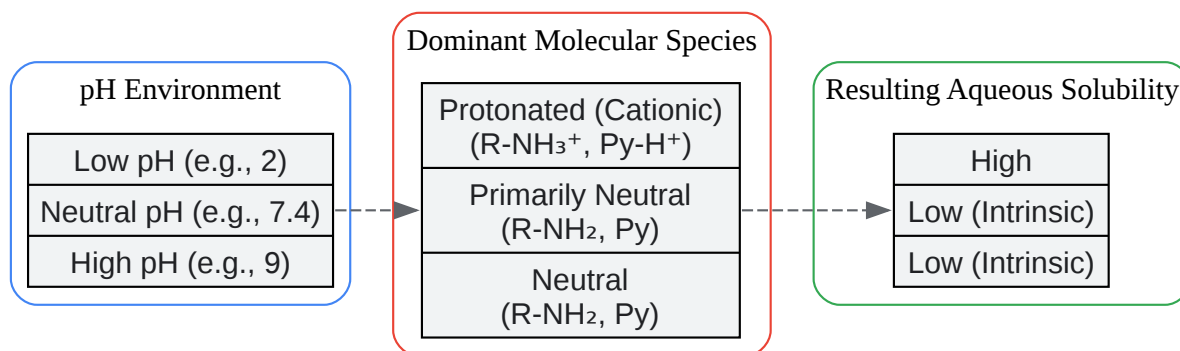 pH Environment
Low pH (e.g., 2)
Neutral pH (e.g., 7.4)
High pH (e.g., 9)
Dominant Molecular Species
Protonated (Cationic)
(R-NH₃⁺, Py-H⁺)
Primarily Neutral
(R-NH₂, Py)
Neutral
(R-NH₂, Py)
Resulting Aqueous Solubility
High
Low (Intrinsic)
Low (Intrinsic)